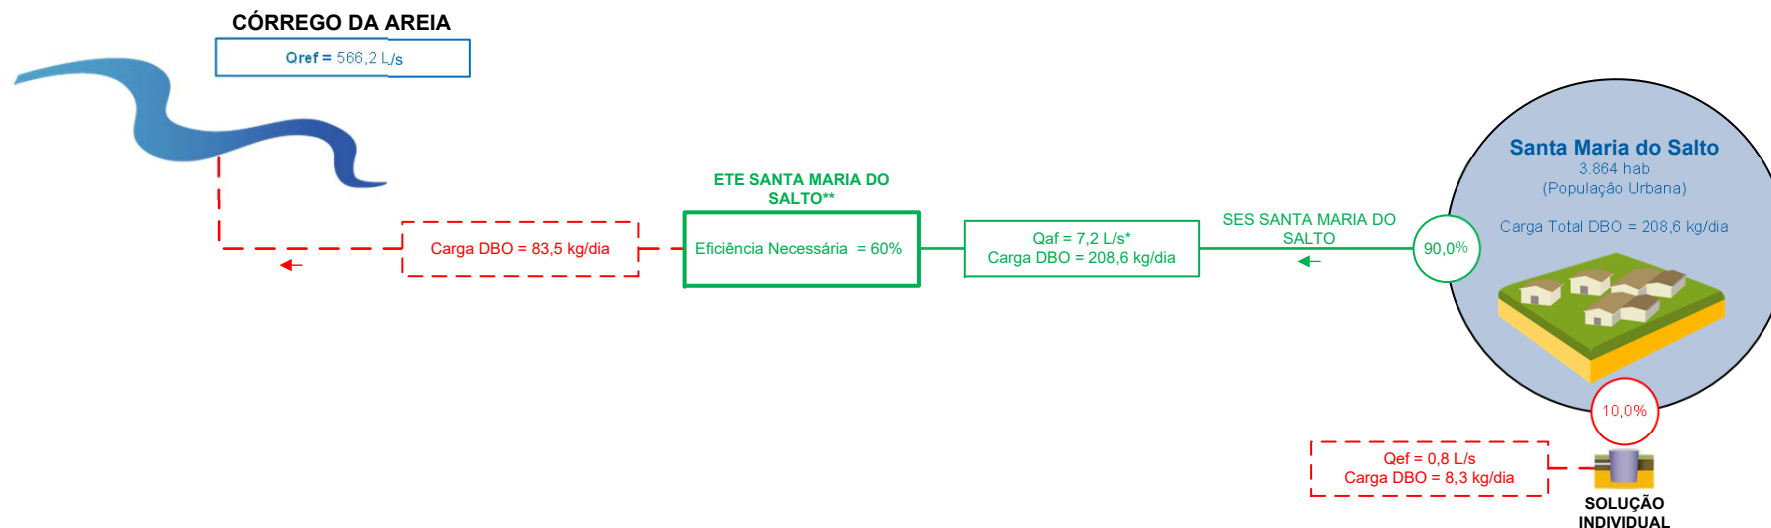 CÓRREGO DA AREIA
Qref = 566,2 L/s
Santa Maria do Salto
3.864 hab
(População Urbana)
Carga Total DBO = 208,6 kg/dia
ETE SANTA MARIA DO
SALTO**
Eficiência Necessária = 60%
Carga DBO = 83,5 kg/dia
Qaf = 7,2 L/s*
Carga DBO = 208,6 kg/dia
SES SANTA MARIA DO
SALTO
90,0%
10,0%
Qef = 0,8 L/s
Carga DBO = 8,3 kg/dia
SOLUÇÃO
INDIVIDUAL